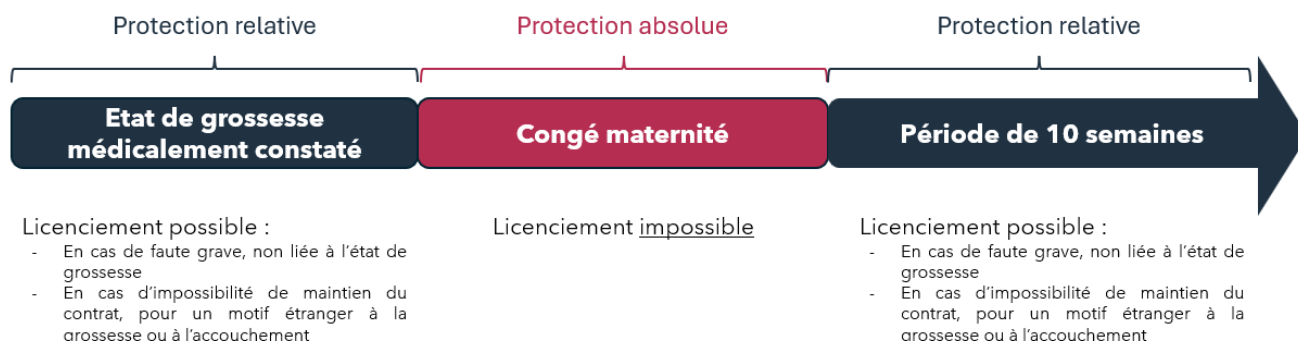 Protection relative
Protection absolue
Protection relative
Etat de grossesse
médicalement constaté
Congé maternité
Période de 10 semaines
Licenciement possible :
- En cas de faute grave, non liée à l'état de
grossesse
- En cas d'impossibilité de maintien du
contrat, pour un motif étranger à la
grossesse ou à l'accouchement
Licenciement impossible
Licenciement possible :
- En cas de faute grave, non liée à l'état de
grossesse
- En cas d'impossibilité de maintien du
contrat, pour un motif étranger à la
grossesse ou à l'accouchement